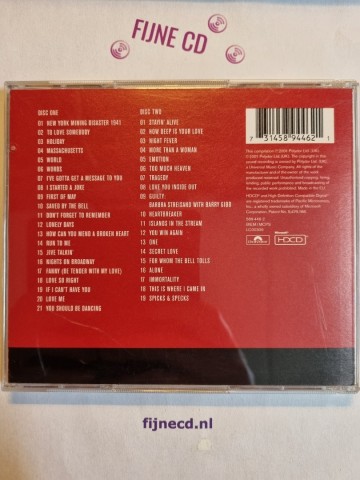 FIJNE CD
DISC ONE
01 NEW YORK MINING DISASTER 1941
02 TO LOVE SOMEBODY
03 HOLIDAY
04 MASSACHUSETTS
05 WORLD
06 WORDS
07 I'VE GOTTA GET A MESSAGE TO YOU
08 I STARTED A JOKE
09 FIRST OF MAY
10 SAVED BY THE BELL
11 DON'T FORGET TO REMEMBER
12 LONELY DAYS
13 HOW CAN YOU MEND A BROKEN HEART
14 RUN TO ME
15 JIVE TALKIN'
16 NIGHTS ON BROADWAY
17 FANNY (BE TENDER WITH MY LOVE)
18 LOVE SO RIGHT
19 IF I CAN'T HAVE YOU
20 LOVE ME
21 YOU SHOULD BE DANCING
DISC TWO
01 STAYIN' ALIVE
02 HOW DEEP IS YOUR LOVE
03 NIGHT FEVER
04 MORE THAN A WOMAN
05 EMOTION
06 TOO MUCH HEAVEN
07 TRAGEDY
08 LOVE YOU INSIDE OUT
09 GUILTY:
BARBRA STREISAND WITH BARRY GIBB
10 HEARTBREAKER
11 ISLANDS IN THE STREAM
12 YOU WIN AGAIN
13 ONE
14 SECRET LOVE
15 FOR WHOM THE BELL TOLLS
16 ALONE
17 IMMORTALITY
18 THIS IS WHERE I CAME IN
19 SPICKS & SPECKS
7 31458 94462 1
HDCD
fijnecd.nl